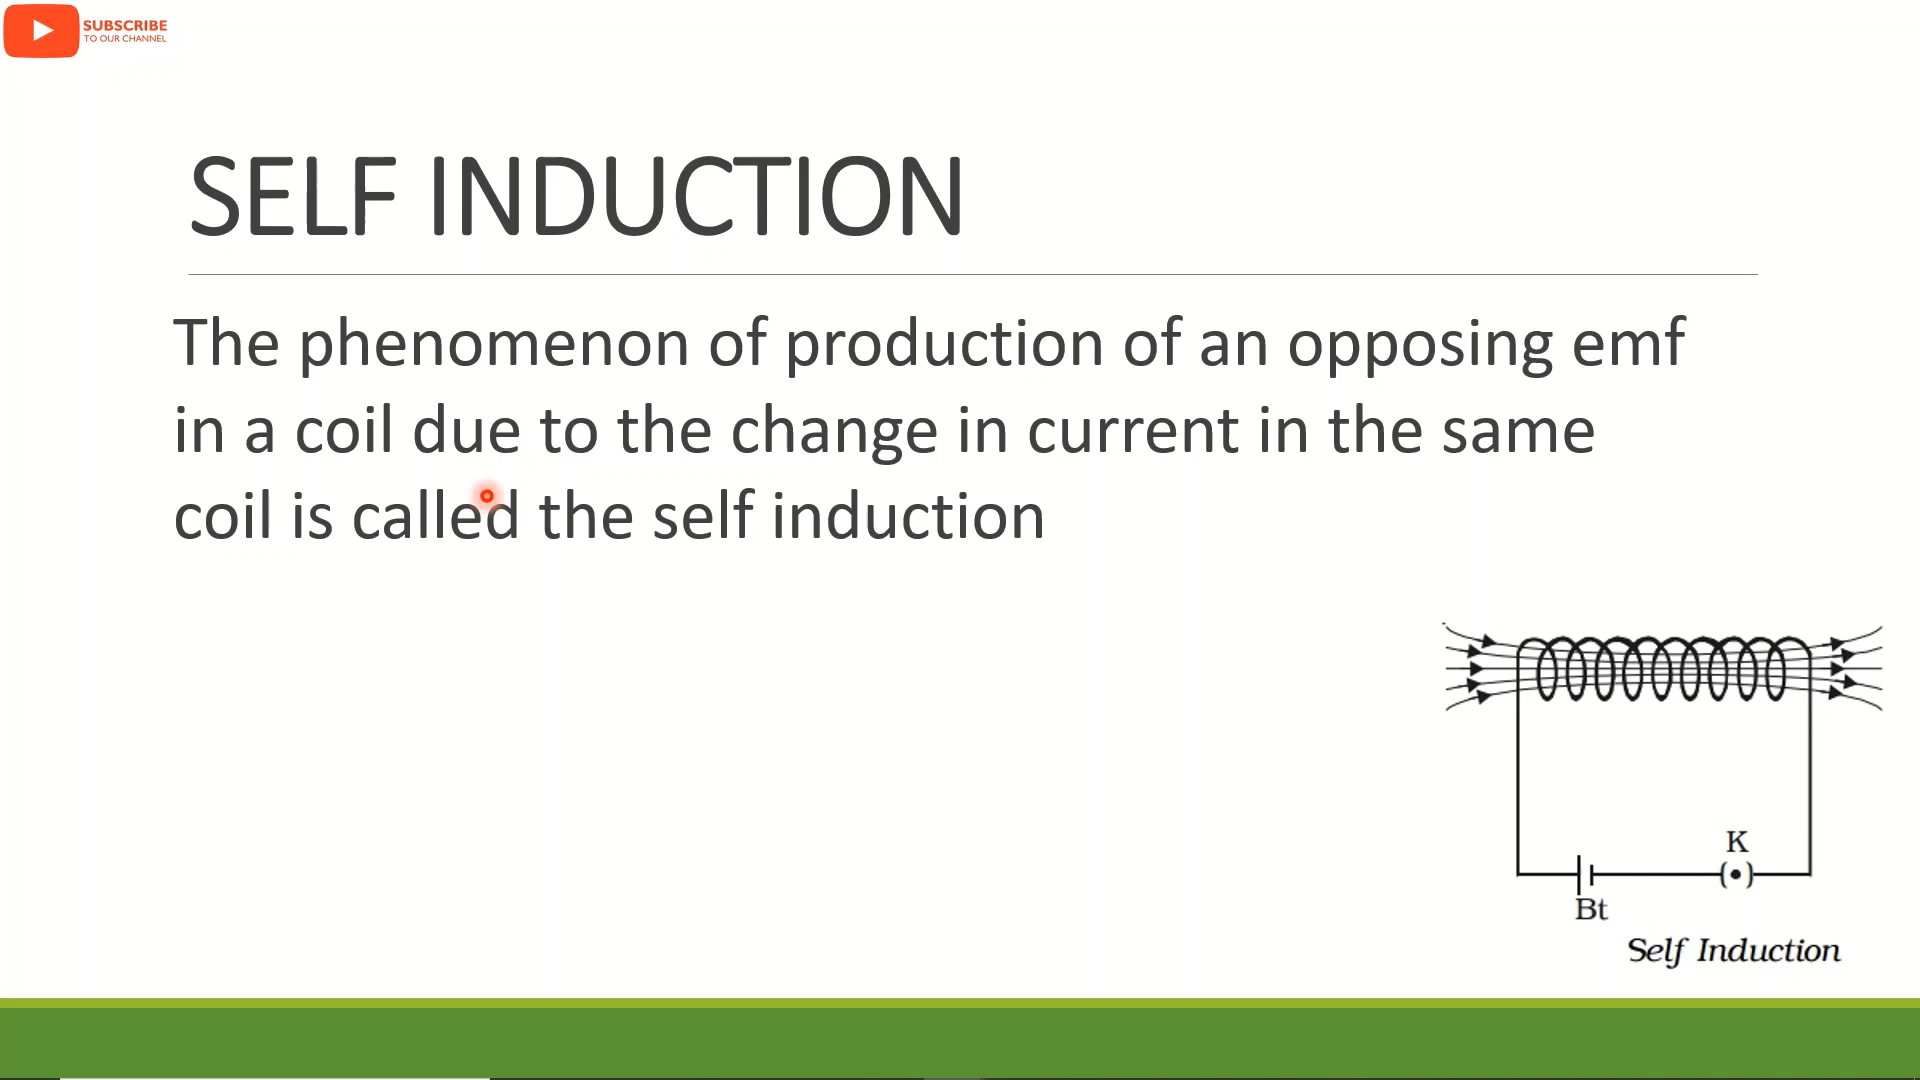 SUBSCRIBE
TO OUR CHANNEL
SELF INDUCTION
The phenomenon of production of an opposing emf
in a coil due to the change in current in the same
coil is called the self induction
K
(•)
Bt
Self Induction